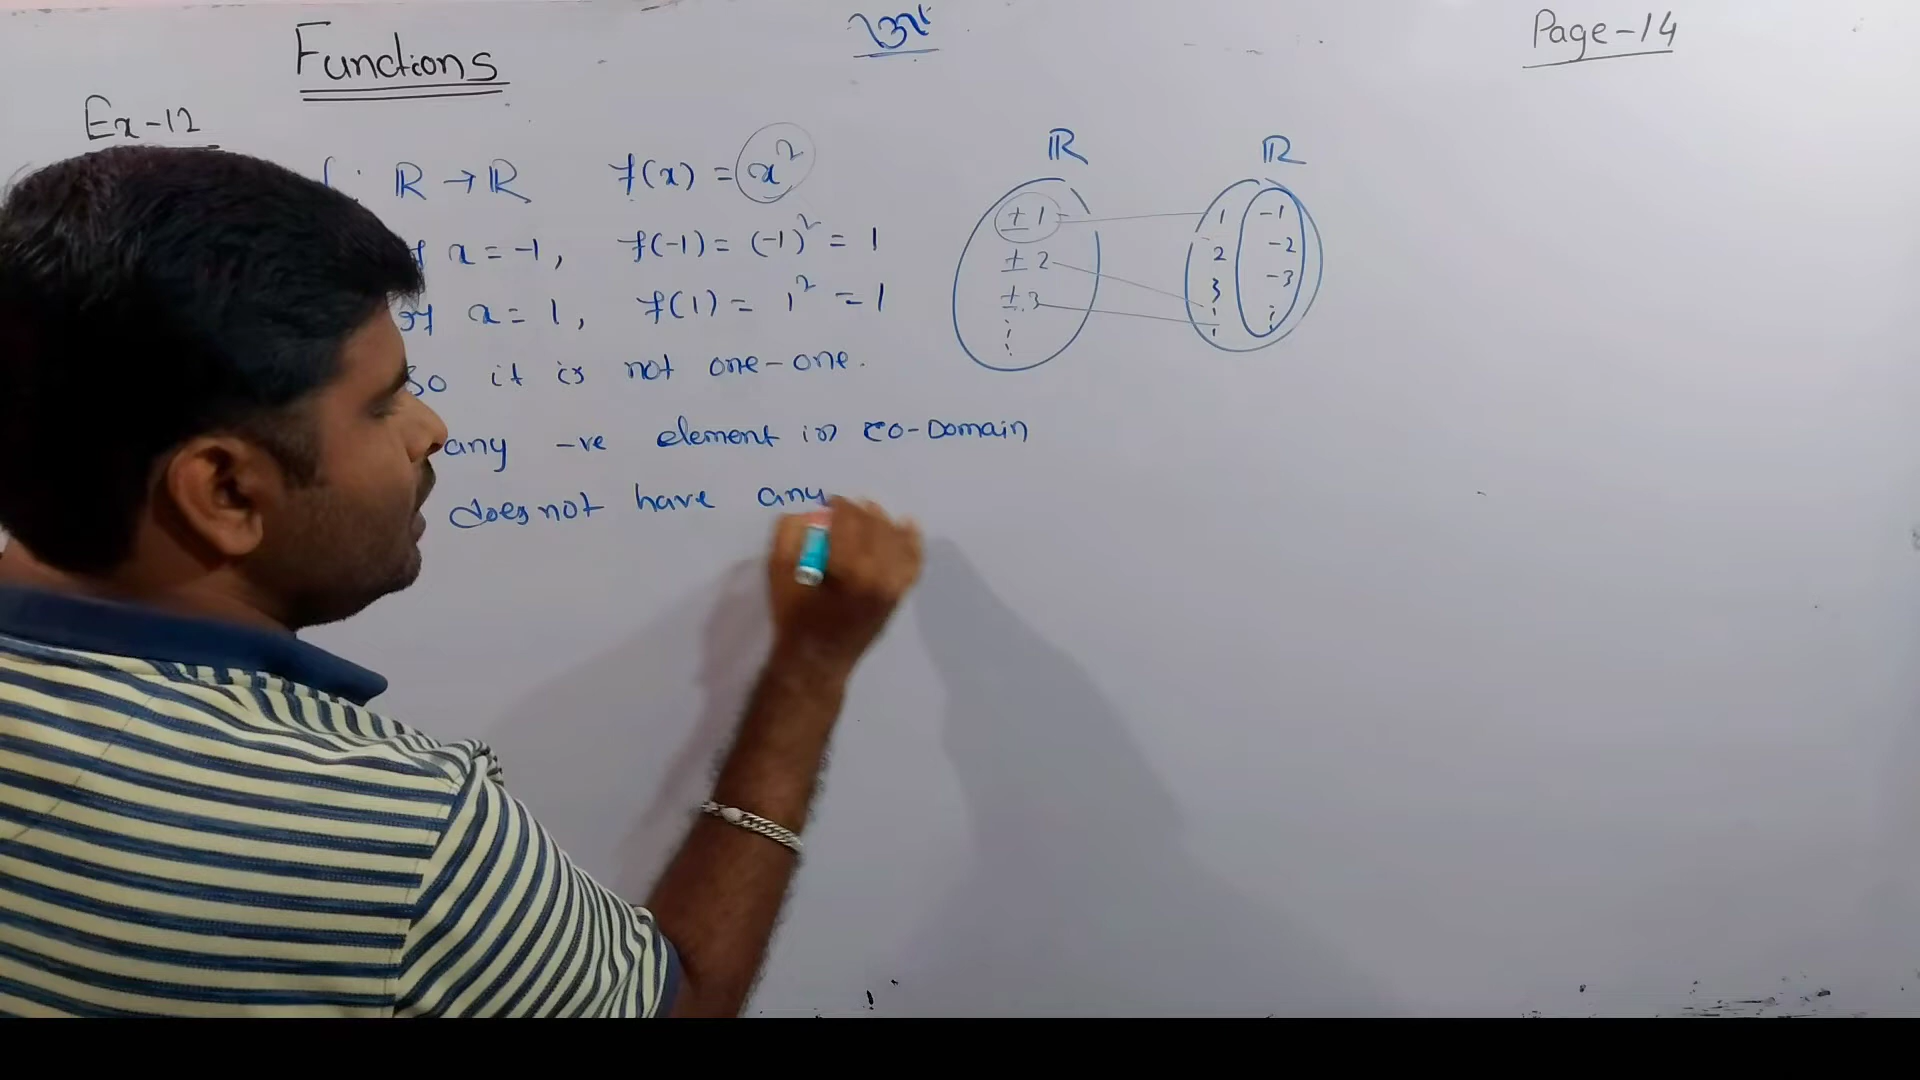 Functions
Page-14
Ex-12
f: ℝ → ℝ f(x) = x²
x = -1, f(-1) = (-1)² = 1
If x = 1, f(1) = 1² = 1
So it is not one-one.
any -ve element in co-Domain
does not have any
ℝ ℝ
± 1 1 -1
± 2 2 -2
± 3 3 -3